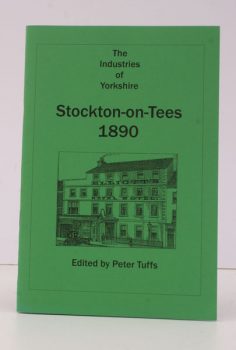 The
Industries
of
Yorkshire
Stockton-on-Tees
1890
Edited by Peter Tuffs